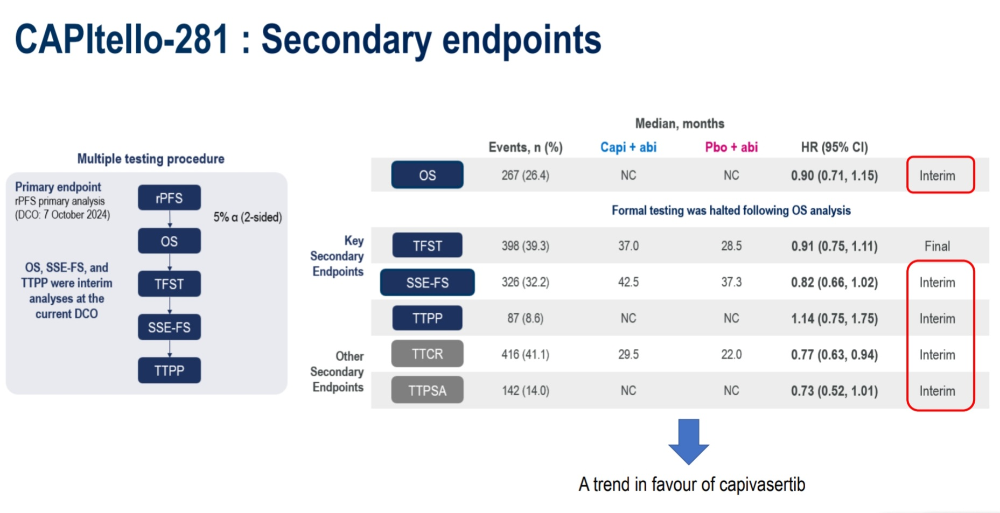 CAPItello-281 : Secondary endpoints
Multiple testing procedure
Primary endpoint
rPFS primary analysis
(DCO: 7 October 2024)
rPFS
5% α (2-sided)
OS
OS, SSE-FS, and
TTPP were interim
analyses at the
current DCO
TFST
SSE-FS
TTPP
Median, months
Events, n (%) Capi + abi Pbo + abi HR (95% CI)
OS 267 (26.4) NC NC 0.90 (0.71, 1.15) Interim
Formal testing was halted following OS analysis
Key
Secondary
Endpoints
TFST 398 (39.3) 37.0 28.5 0.91 (0.75, 1.11) Final
SSE-FS 326 (32.2) 42.5 37.3 0.82 (0.66, 1.02) Interim
TTPP 87 (8.6) NC NC 1.14 (0.75, 1.75) Interim
Other
Secondary
Endpoints
TTCR 416 (41.1) 29.5 22.0 0.77 (0.63, 0.94) Interim
TTPSA 142 (14.0) NC NC 0.73 (0.52, 1.01) Interim
A trend in favour of capivasertib